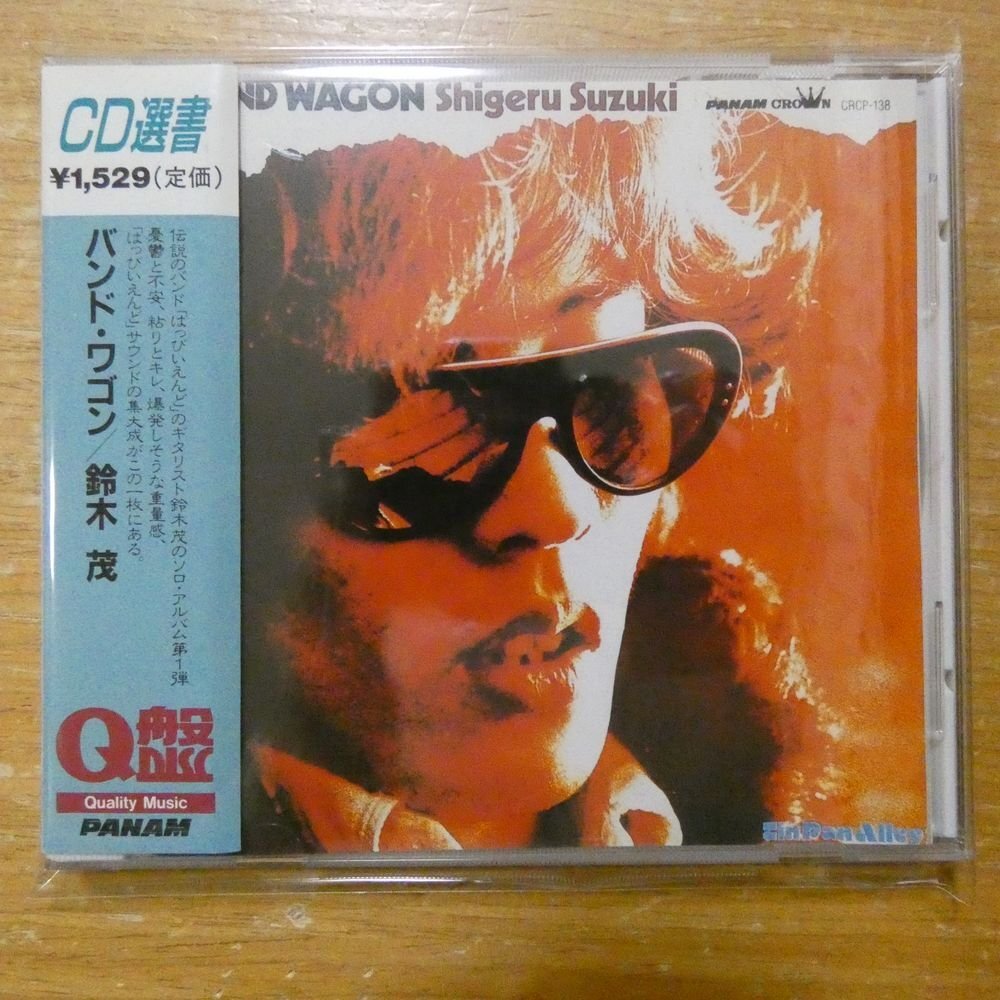 CD選書
¥1,529(定価)
バンド・ワゴン／鈴木 茂
伝説のバンド「はっぴいえんど」のギタリスト鈴木茂のソロ・アルバム第1弾
憂鬱と不安、粘りとキレ、爆発しそうな重量感、
「はっぴいえんど」サウンドの集大成がこの一枚にある。
Q盤
DISC
Quality Music
PANAM
ND WAGON Shigeru Suzuki
PANAM CROWN CRCP-138
Tin Pan Alley